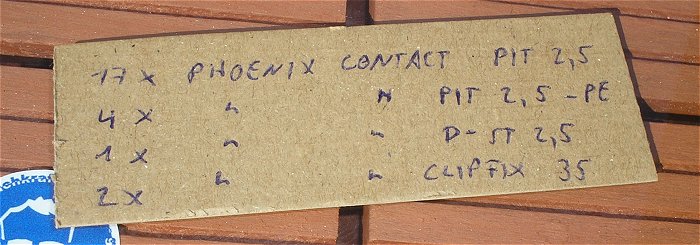 17 x PHOENIX CONTACT PIT 2,5
4 x " " PIT 2,5 -PE
1 x " " D-ST 2,5
2 x " " CLIPFIX 35